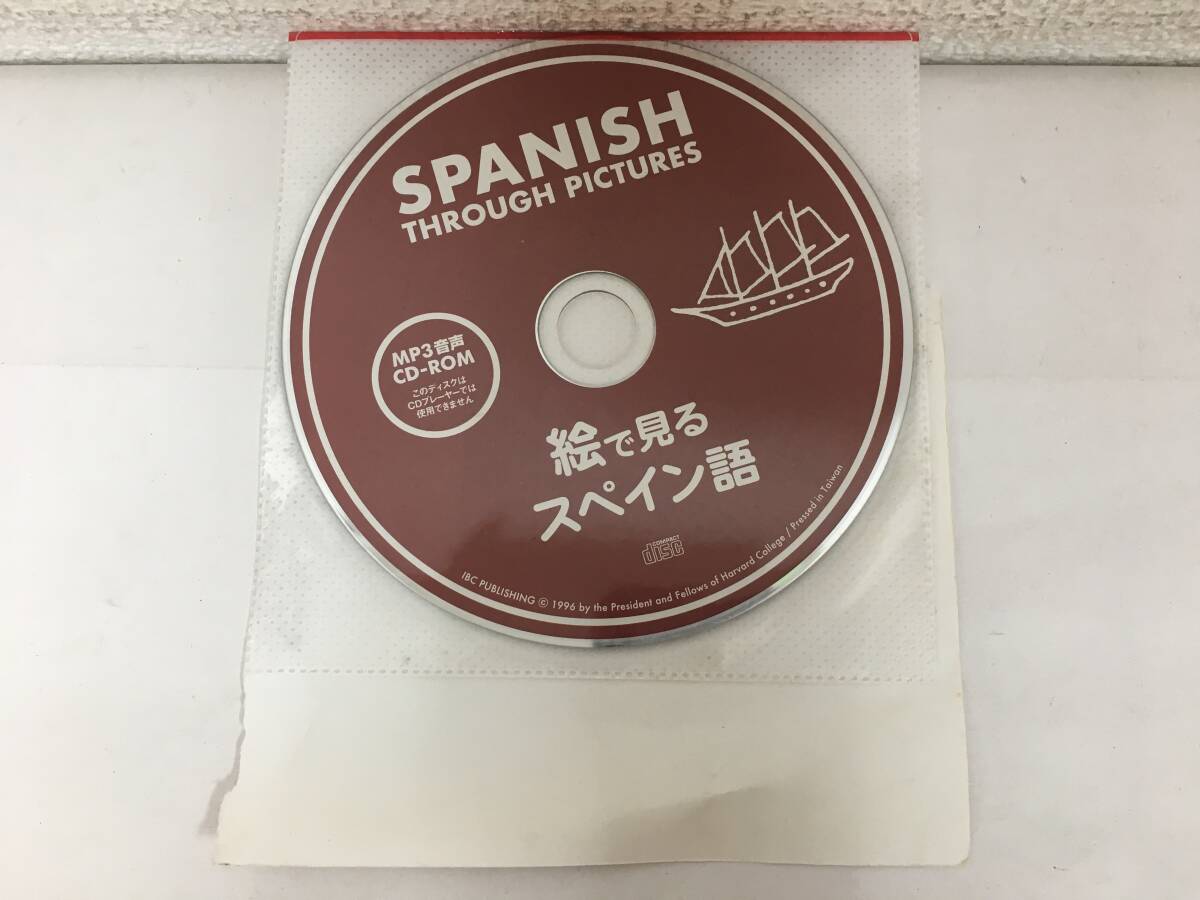 SPANISH
THROUGH PICTURES
MP3音声
CD-ROM
このディスクは
CDプレーヤーでは
使用できません
絵で見る
スペイン語
COMPACT
disc
IBC PUBLISHING © 1996 by the President and Fellows of Harvard College / Pressed in Taiwan